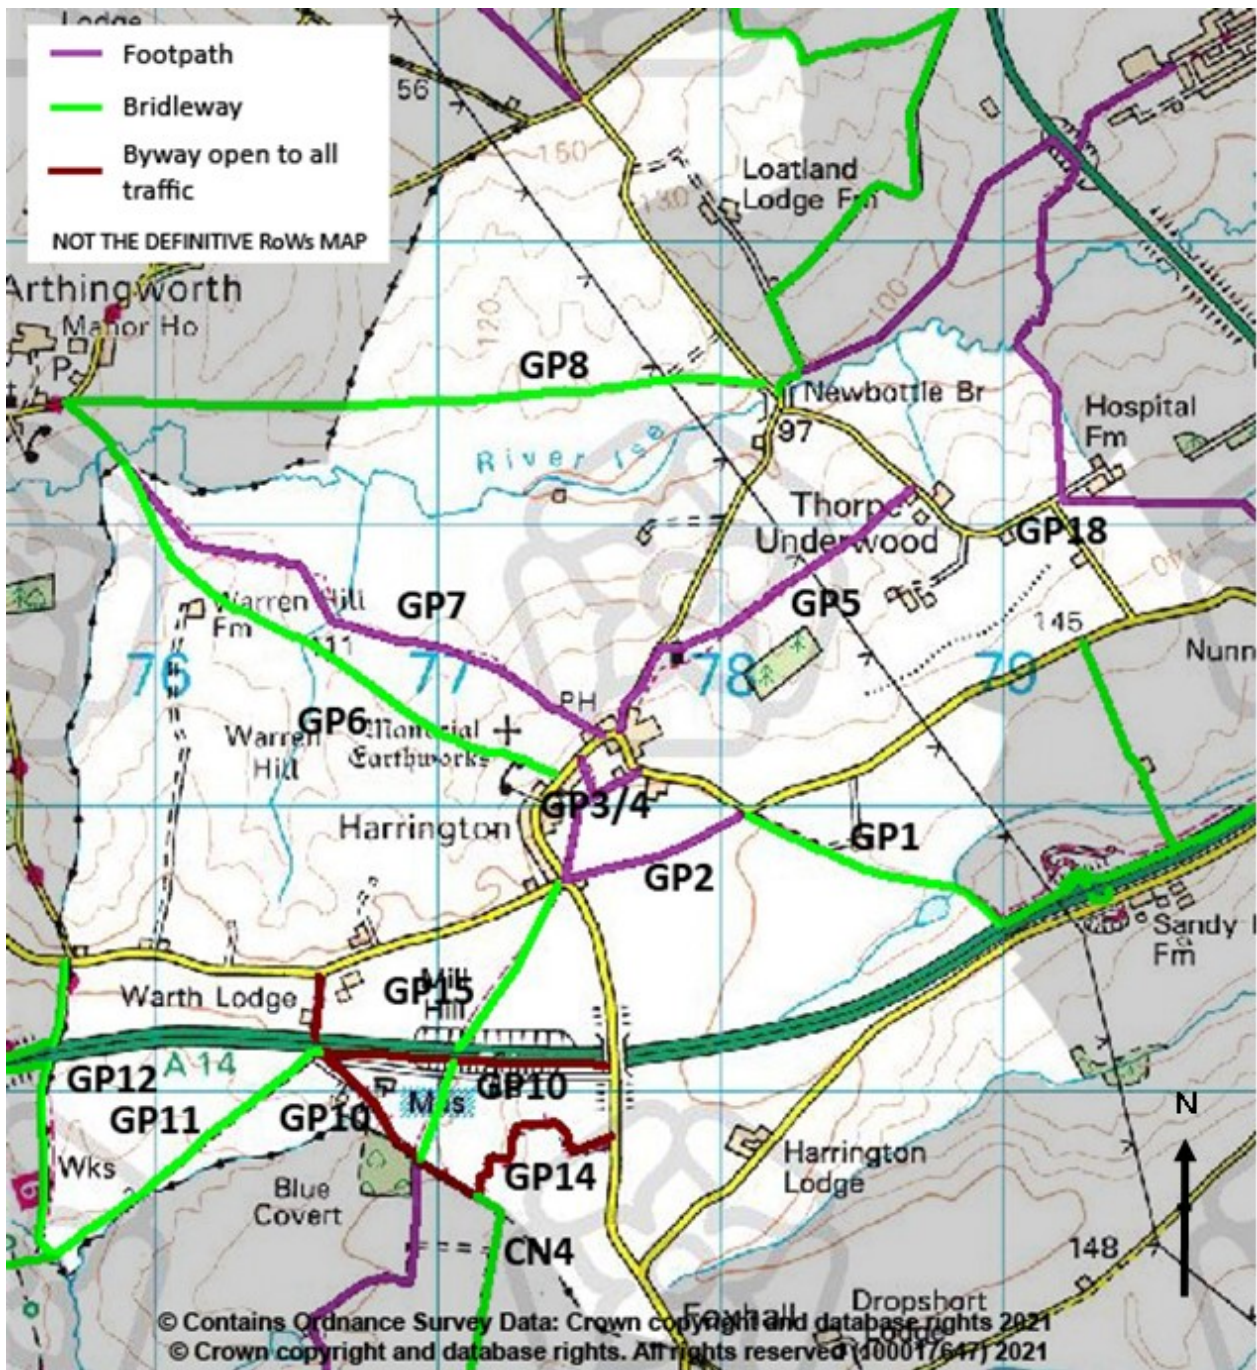 Lodge
Footpath
Bridleway
Byway open to all
traffic
NOT THE DEFINITIVE RoWs MAP
56
150
130
Loatland
Lodge Fm
Arthingworth
Manor Ho
P
120
100
GP8
Newbottle Br
97
Hospital
Fm
River Ise
Thorpe
Underwood
GP18
140
Warren Hill
Fm
111
GP7
GP5
145
76
77
78
79
Nunn
PH
GP6
Warren
Hill
Memorial
Earthworks
GP3/4
Harrington
GP1
GP2
Sandy
Fm
Warth Lodge
GP15
Mill
Hill
A 14
GP12
GP11
GP10
GP10
Mus
N
Wks
6
Blue
Covert
GP14
Harrington
Lodge
CN4
148
Foxhall
Dropshort
Lodge
© Contains Ordnance Survey Data: Crown copyright and database rights 2021
© Crown copyright and database rights. All rights reserved (100017647) 2021